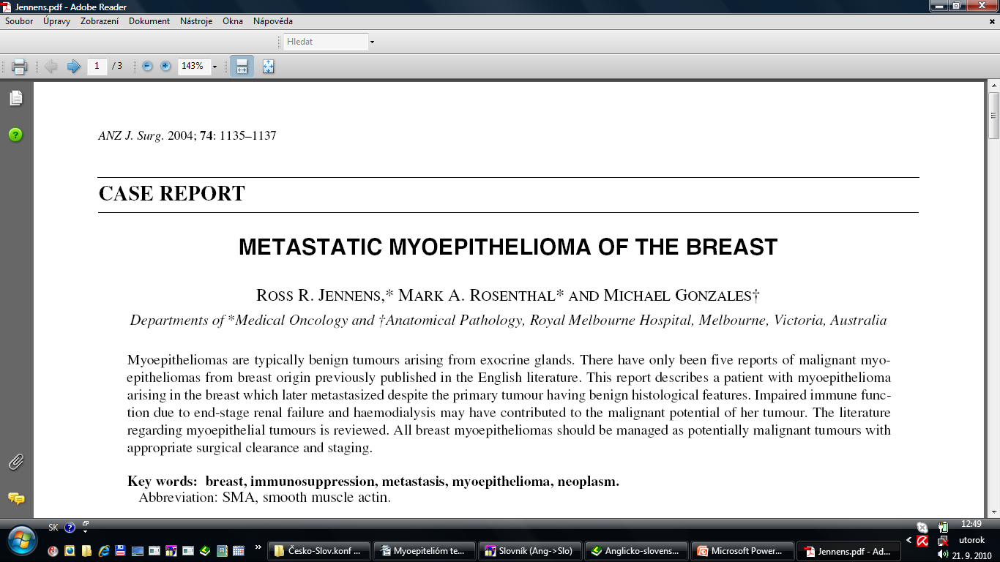 Jennens.pdf - Adobe Reader
Soubor Úpravy Zobrazení Dokument Nástroje Okna Nápověda
Hledat
1 / 3 143%
ANZ J. Surg. 2004; 74: 1135–1137
CASE REPORT
METASTATIC MYOEPITHELIOMA OF THE BREAST
ROSS R. JENNENS,* MARK A. ROSENTHAL* AND MICHAEL GONZALES†
Departments of *Medical Oncology and †Anatomical Pathology, Royal Melbourne Hospital, Melbourne, Victoria, Australia
Myoepitheliomas are typically benign tumours arising from exocrine glands. There have only been five reports of malignant myo-
epitheliomas from breast origin previously published in the English literature. This report describes a patient with myoepithelioma
arising in the breast which later metastasized despite the primary tumour having benign histological features. Impaired immune func-
tion due to end-stage renal failure and haemodialysis may have contributed to the malignant potential of her tumour. The literature
regarding myoepithelial tumours is reviewed. All breast myoepitheliomas should be managed as potentially malignant tumours with
appropriate surgical clearance and staging.
Key words: breast, immunosuppression, metastasis, myoepithelioma, neoplasm.
Abbreviation: SMA, smooth muscle actin.
SK
12:49
utorok
21. 9. 2010
Česko-Slov.konf ... Myoepitelióm te... Slovník (Ang->Slo) Anglicko-slovens... Microsoft Power... Jennens.pdf - Ad...